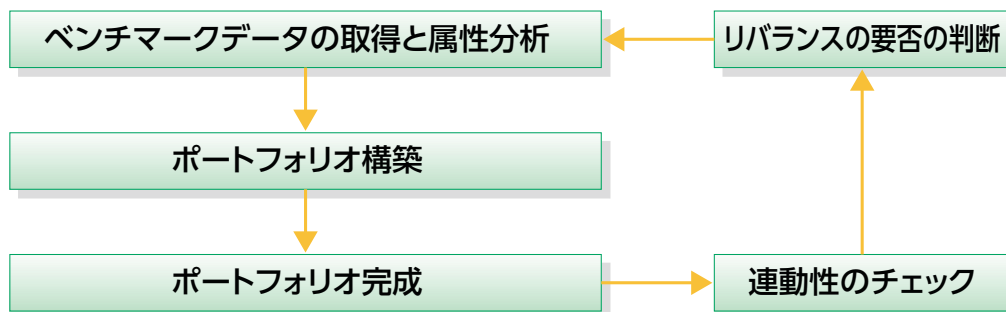 ベンチマークデータの取得と属性分析
リバランスの要否の判断
ポートフォリオ構築
ポートフォリオ完成
連動性のチェック